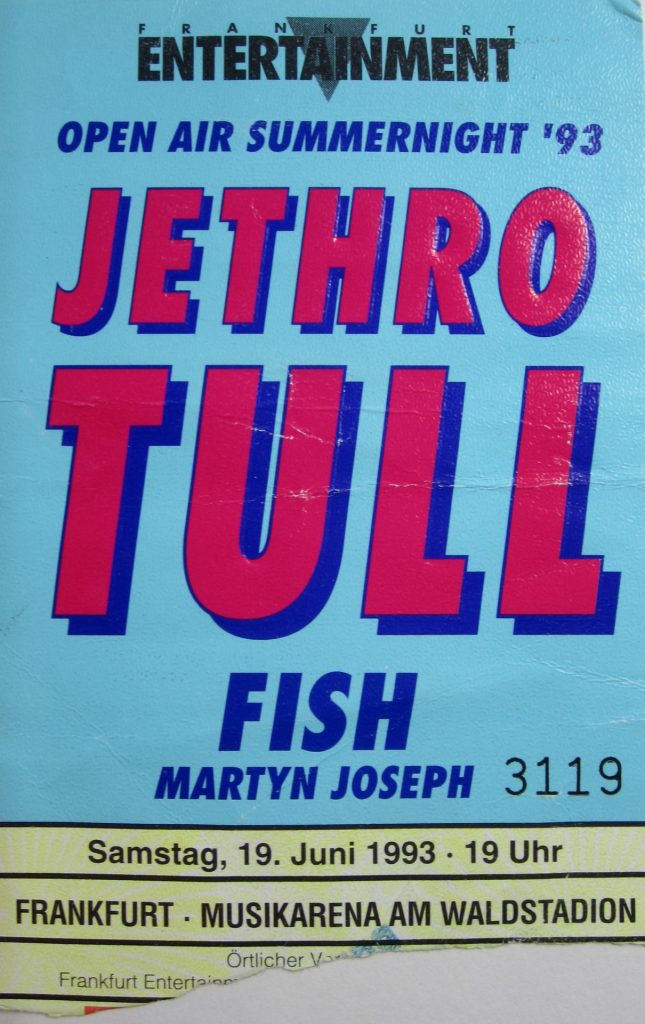 FRANKFURT
ENTERTAINMENT
OPEN AIR SUMMERNIGHT '93
JETHRO
TULL
FISH
MARTYN JOSEPH 3119
Samstag, 19. Juni 1993 · 19 Uhr
FRANKFURT · MUSIKARENA AM WALDSTADION
Örtlicher
Frankfurt